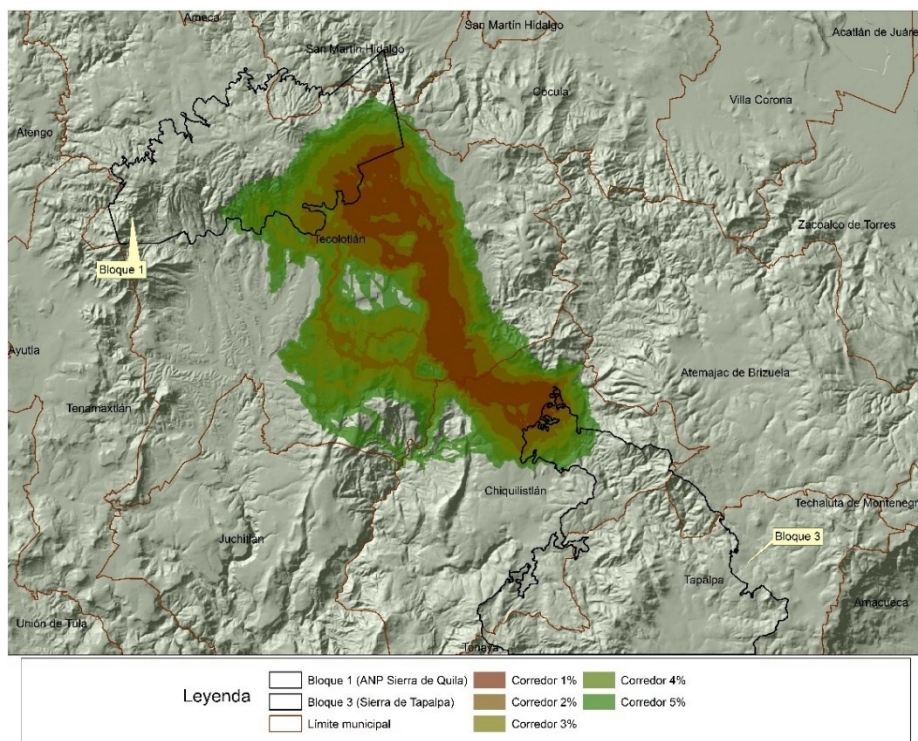 Ameca
San Martín Hidalgo
San Martín Hidalgo
Acatlán de Juáre
Cocula
Villa Corona
Atengo
Zacoalco de Torres
Tecolotlán
Bloque 1
Ayutla
Atemajac de Brizuela
Tenamaxtlán
Chiquilistlán
Techaluta de Montenegr
Juchitlán
Bloque 3
Tapalpa
Amacueca
Unión de Tula
Tonaya
Leyenda
Bloque 1 (ANP Sierra de Quila)
Bloque 3 (Sierra de Tapalpa)
Límite municipal
Corredor 1%
Corredor 2%
Corredor 3%
Corredor 4%
Corredor 5%